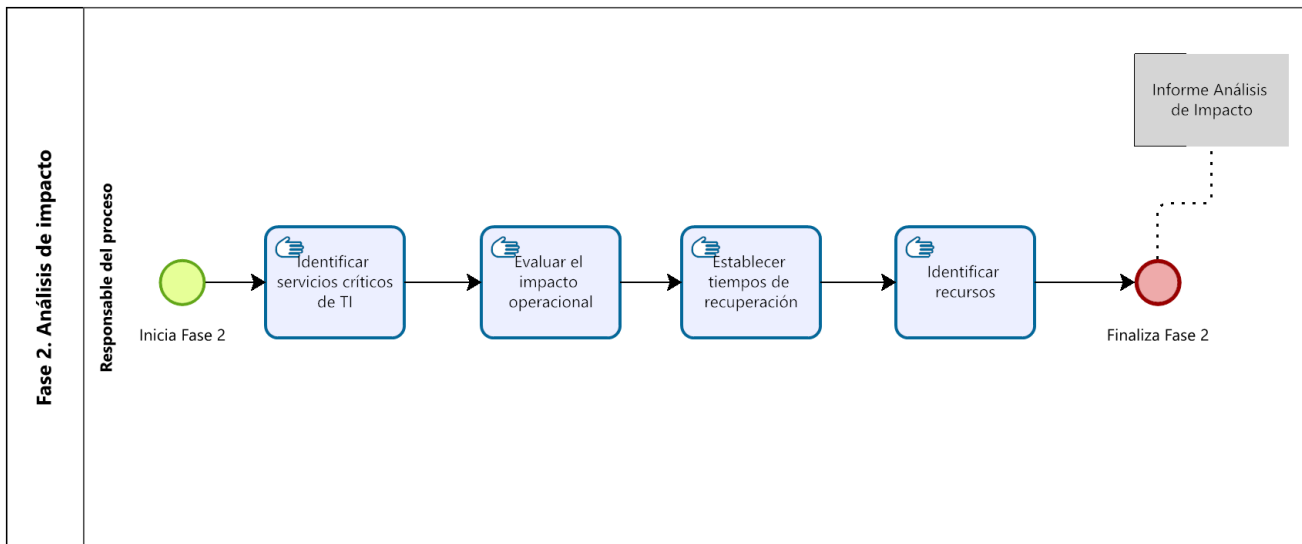 Fase 2. Análisis de impacto
Responsable del proceso
Inicia Fase 2
Identificar
servicios críticos
de TI
Evaluar el
impacto
operacional
Establecer
tiempos de
recuperación
Identificar
recursos
Finaliza Fase 2
Informe Análisis
de Impacto